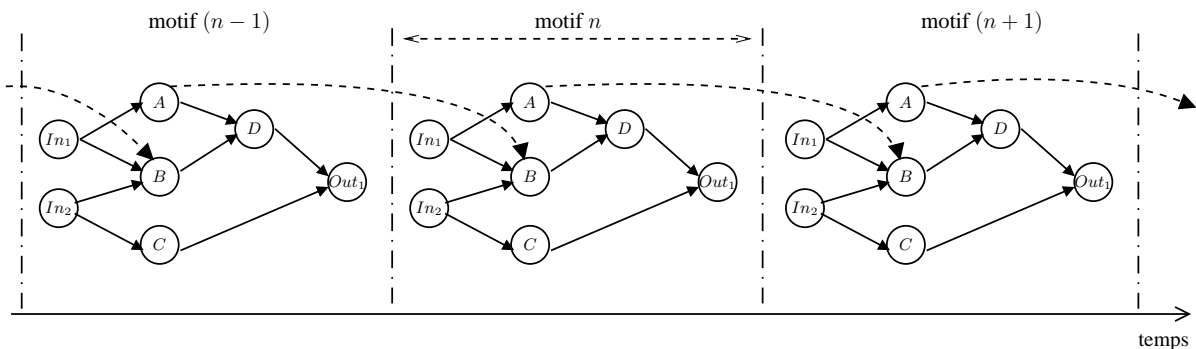 motif (n − 1)
motif n
motif (n + 1)
A
D
In₁
B
Out₁
In₂
C
A
D
In₁
B
Out₁
In₂
C
A
D
In₁
B
Out₁
In₂
C
temps